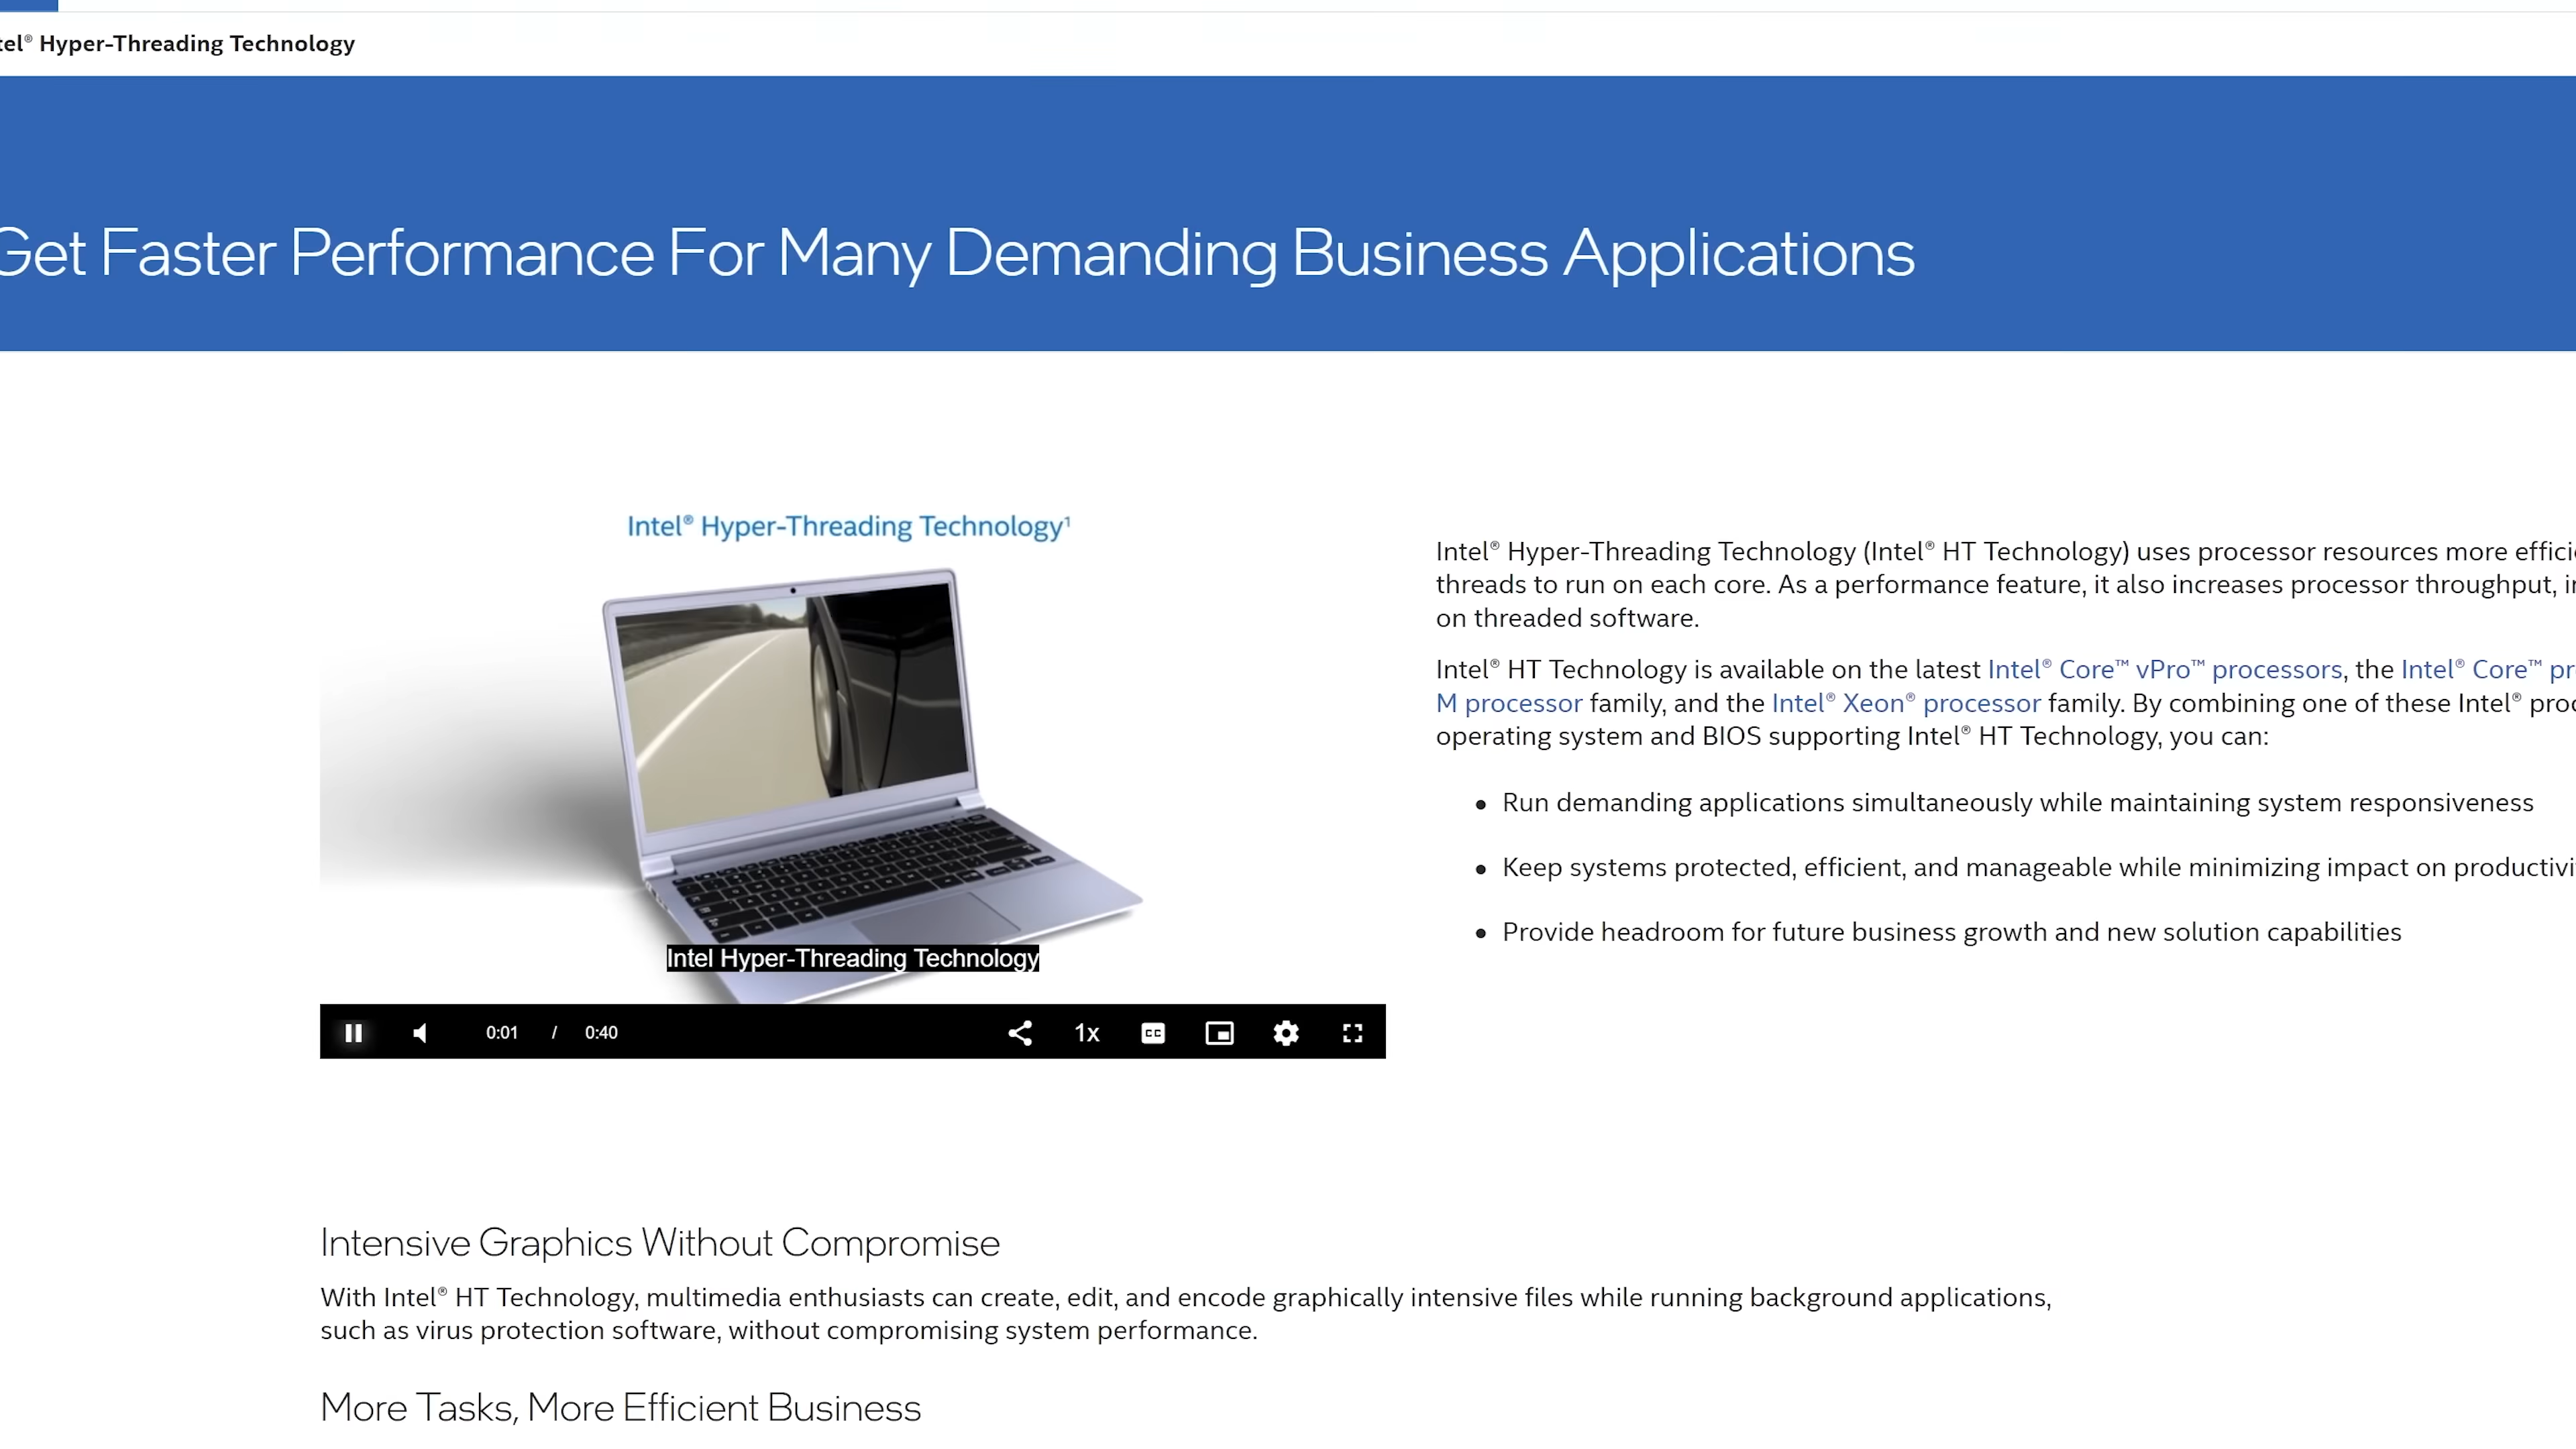 tel® Hyper-Threading Technology
Get Faster Performance For Many Demanding Business Applications
Intel® Hyper-Threading Technology¹
Intel Hyper-Threading Technology
0:01 / 0:40
1x
CC
Intel® Hyper-Threading Technology (Intel® HT Technology) uses processor resources more effici
threads to run on each core. As a performance feature, it also increases processor throughput, i
on threaded software.
Intel® HT Technology is available on the latest Intel® Core™ vPro™ processors, the Intel® Core™ pr
M processor family, and the Intel® Xeon® processor family. By combining one of these Intel® proc
operating system and BIOS supporting Intel® HT Technology, you can:
• Run demanding applications simultaneously while maintaining system responsiveness
• Keep systems protected, efficient, and manageable while minimizing impact on productivi
• Provide headroom for future business growth and new solution capabilities
Intensive Graphics Without Compromise
With Intel® HT Technology, multimedia enthusiasts can create, edit, and encode graphically intensive files while running background applications,
such as virus protection software, without compromising system performance.
More Tasks, More Efficient Business